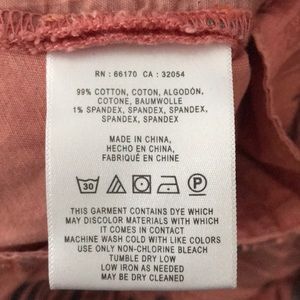 RN : 66170 CA : 32054
99% COTTON, COTON, ALGODÓN,
COTONE, BAUMWOLLE
1% SPANDEX, SPANDEX, SPANDEX,
SPANDEX, SPANDEX
MADE IN CHINA,
HECHO EN CHINA,
FABRIQUÉ EN CHINE
30 P
THIS GARMENT CONTAINS DYE WHICH
MAY DISCOLOR MATERIALS WITH WHICH
IT COMES IN CONTACT
MACHINE WASH COLD WITH LIKE COLORS
USE ONLY NON-CHLORINE BLEACH
TUMBLE DRY LOW
LOW IRON AS NEEDED
MAY BE DRY CLEANED